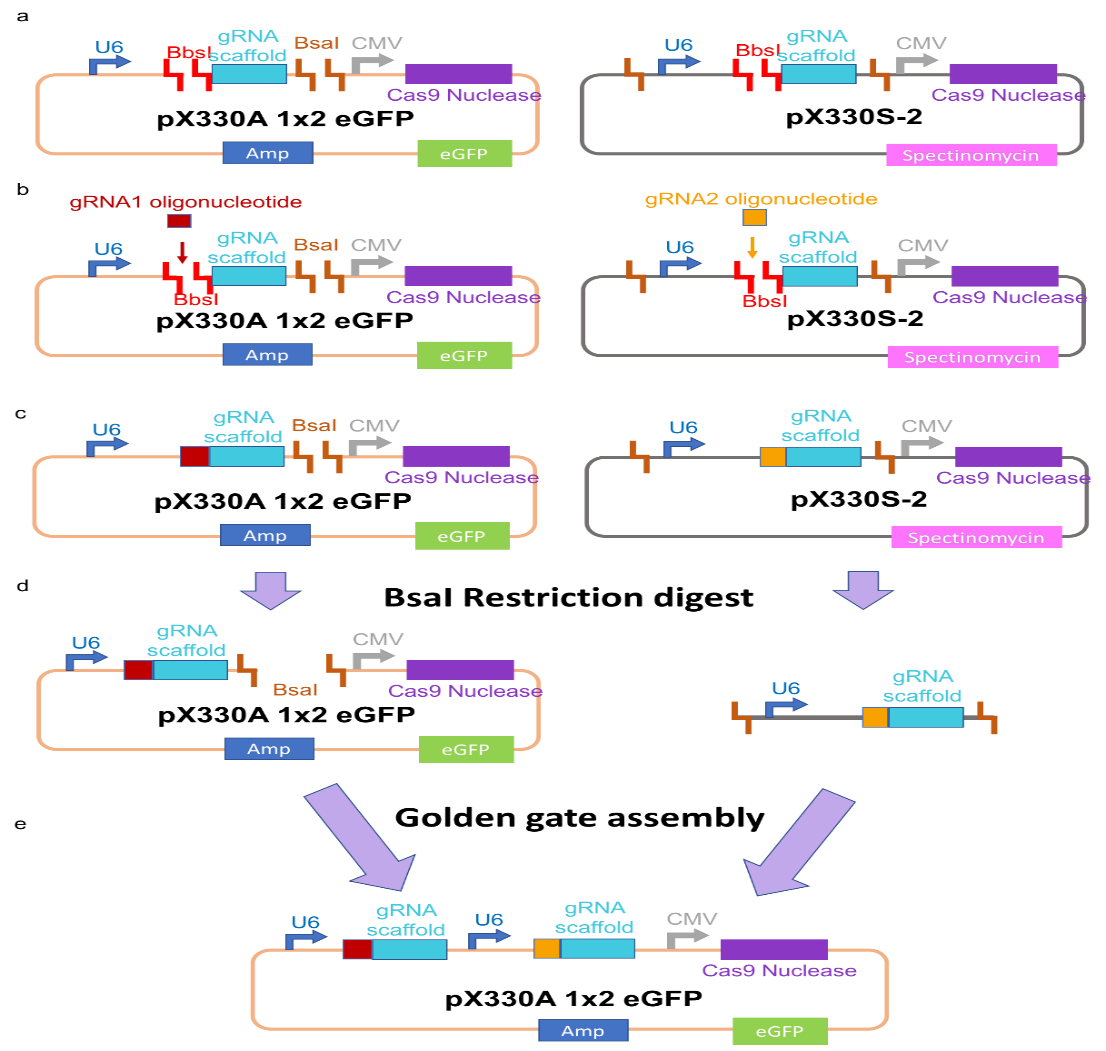 a
U6
BbsI
gRNA
scaffold
BsaI
CMV
Cas9 Nuclease
pX330A 1x2 eGFP
Amp
eGFP
U6
BbsI
gRNA
scaffold
CMV
Cas9 Nuclease
pX330S-2
Spectinomycin
b
gRNA1 oligonucleotide
U6
gRNA
scaffold
BsaI
CMV
BbsI
Cas9 Nuclease
pX330A 1x2 eGFP
Amp
eGFP
gRNA2 oligonucleotide
U6
gRNA
scaffold
CMV
BbsI
Cas9 Nuclease
pX330S-2
Spectinomycin
c
U6
gRNA
scaffold
BsaI
CMV
Cas9 Nuclease
pX330A 1x2 eGFP
Amp
eGFP
U6
gRNA
scaffold
CMV
Cas9 Nuclease
pX330S-2
Spectinomycin
d
BsaI Restriction digest
U6
gRNA
scaffold
CMV
BsaI
Cas9 Nuclease
pX330A 1x2 eGFP
Amp
eGFP
U6
gRNA
scaffold
e
Golden gate assembly
U6
gRNA
scaffold
U6
gRNA
scaffold
CMV
Cas9 Nuclease
pX330A 1x2 eGFP
Amp
eGFP